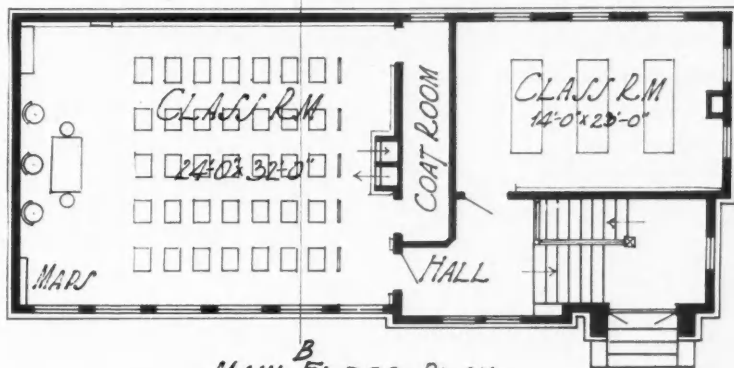 CLASS RM
24'-0" x 32'-0"
COAT ROOM
CLASS RM
14'-0" x 23'-0"
MAPS
HALL
B
MAIN FLOOR PLAN